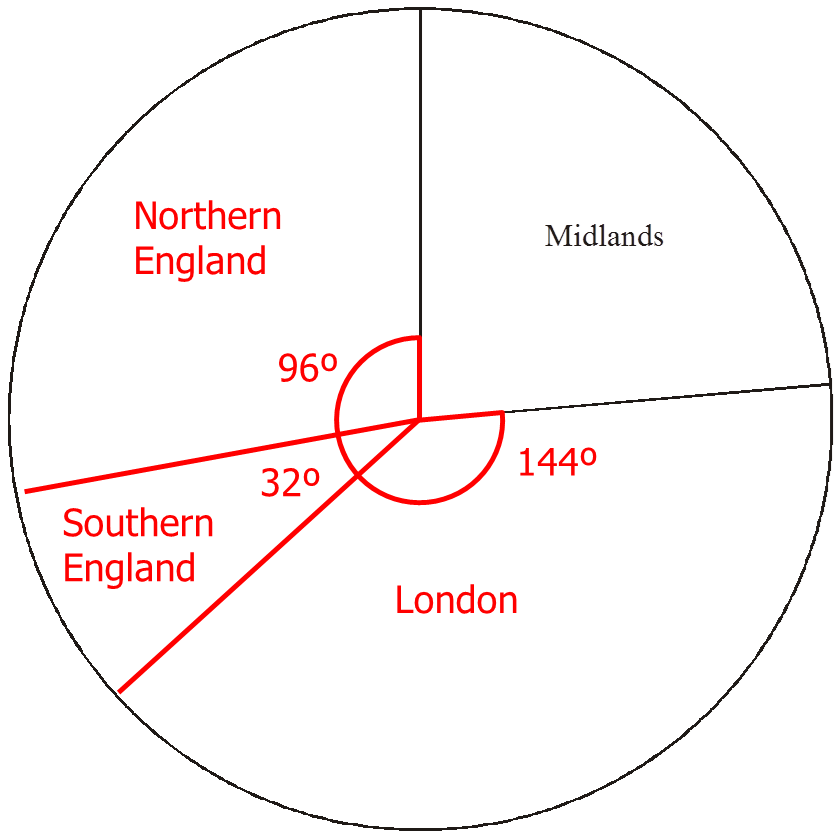 Northern
England
Midlands
96º
32º
144º
Southern
England
London